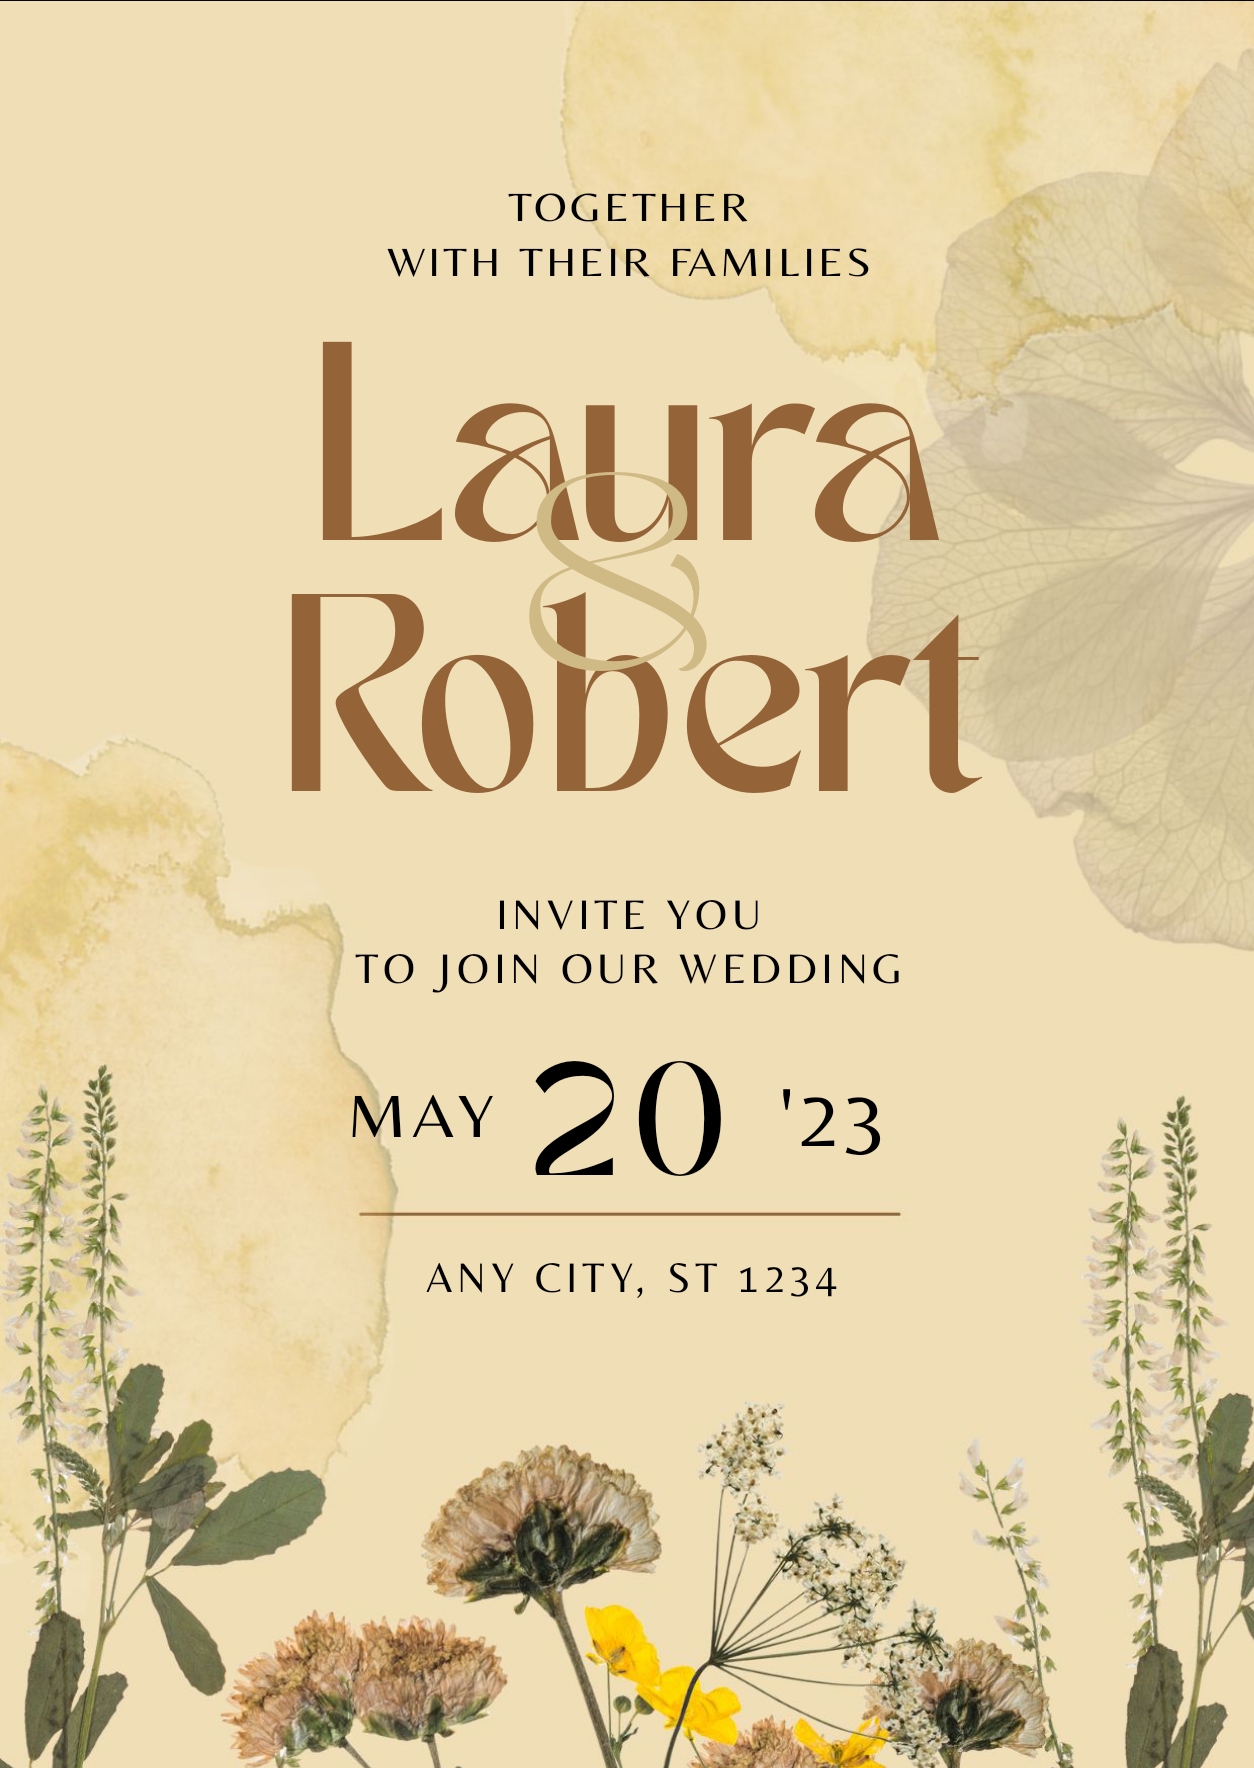 TOGETHER
WITH THEIR FAMILIES
Laura
&
Robert
INVITE YOU
TO JOIN OUR WEDDING
MAY 20 '23
ANY CITY, ST 1234